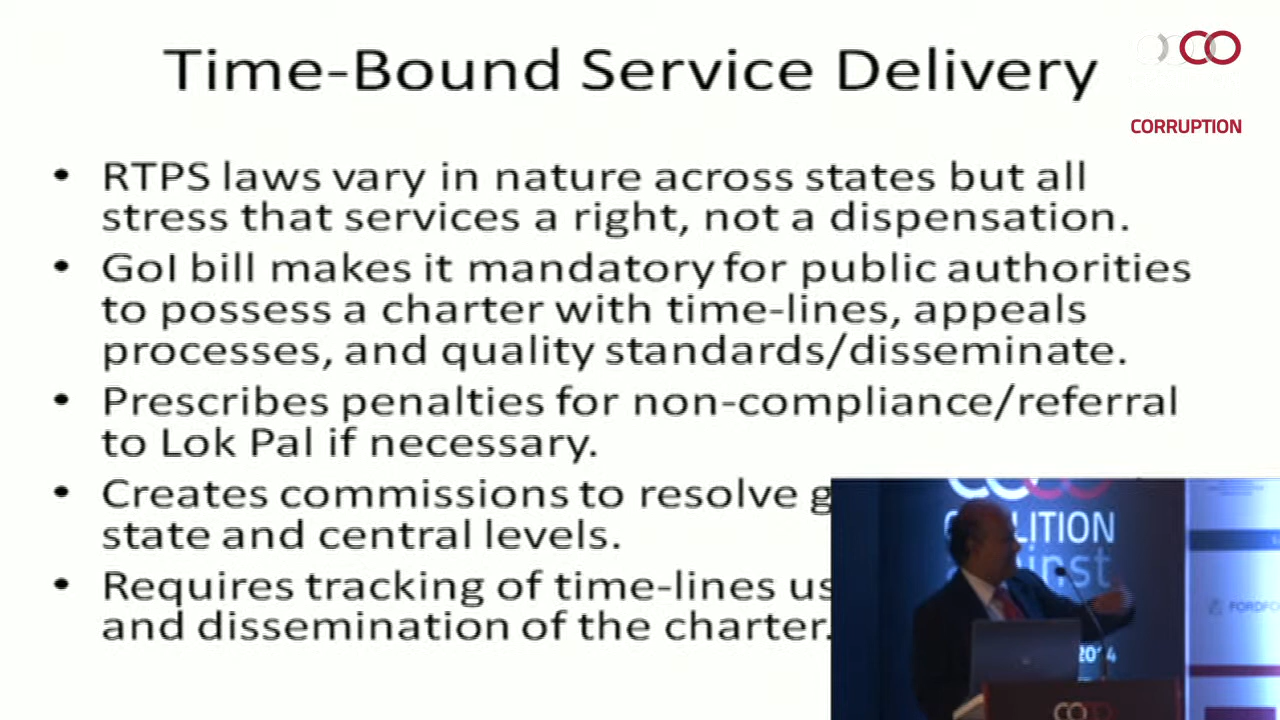 Time-Bound Service Delivery
CORRUPTION
• RTPS laws vary in nature across states but all
stress that services a right, not a dispensation.
• GoI bill makes it mandatory for public authorities
to possess a charter with time-lines, appeals
processes, and quality standards/disseminate.
• Prescribes penalties for non-compliance/referral
to Lok Pal if necessary.
• Creates commissions to resolve
state and central levels.
• Requires tracking of time-lines
and dissemination of the charter.